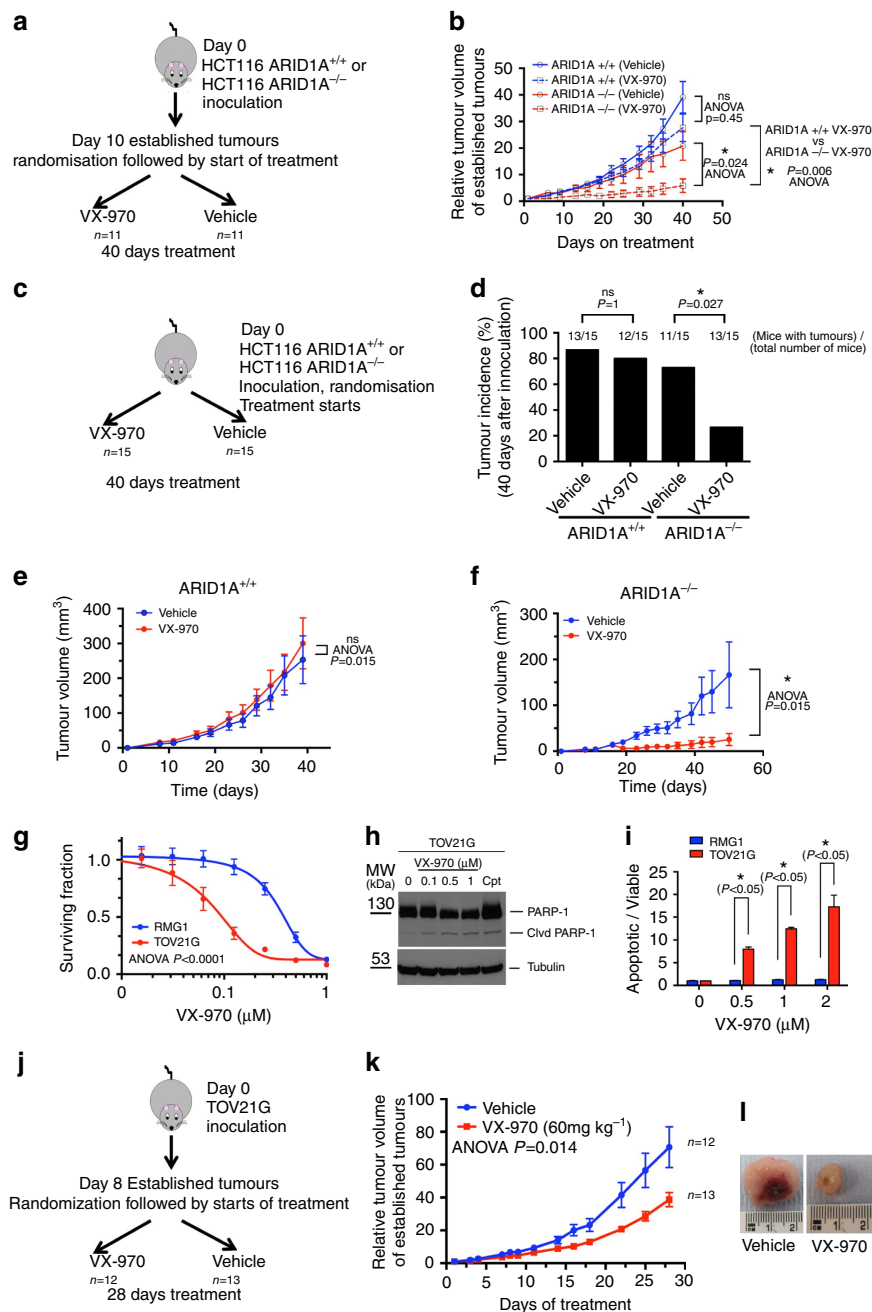 a
Day 0
HCT116 ARID1A+/+ or
HCT116 ARID1A−/−
inoculation
Day 10 established tumours
randomisation followed by start of treatment
VX-970
n=11
Vehicle
n=11
40 days treatment
b
Relative tumour volume
of established tumours
50
40
30
20
10
0
0 10 20 30 40 50
Days on treatment
ARID1A +/+ (Vehicle)
ARID1A +/+ (VX-970)
ARID1A −/− (Vehicle)
ARID1A −/− (VX-970)
ns
ANOVA
p=0.45
*
P=0.024
ANOVA
ARID1A +/+ VX-970
vs
ARID1A −/− VX-970
* P=0.006
ANOVA
c
Day 0
HCT116 ARID1A+/+ or
HCT116 ARID1A−/−
Inoculation, randomisation
Treatment starts
VX-970
n=15
Vehicle
n=15
40 days treatment
d
Tumour incidence (%)
(40 days after innoculation)
100
80
60
40
20
0
ns
P=1
*
P=0.027
13/15 12/15 11/15 13/15
(Mice with tumours) /
(total number of mice)
Vehicle VX-970 Vehicle VX-970
ARID1A+/+ ARID1A−/−
e
ARID1A+/+
Tumour volume (mm3)
400
300
200
100
0
0 10 20 30 40
Time (days)
Vehicle
VX-970
ns
ANOVA
P=0.015
f
ARID1A−/−
Tumour volume (mm3)
300
200
100
0
0 20 40 60
Time (days)
Vehicle
VX-970
*
ANOVA
P=0.015
g
Surviving fraction
1.0
0.5
0.0
0 0.1 1
VX-970 (μM)
RMG1
TOV21G
ANOVA P<0.0001
h
TOV21G
VX-970 (μM)
MW
(kDa)
0 0.1 0.5 1 Cpt
130
53
PARP-1
Clvd PARP-1
Tubulin
i
RMG1
TOV21G
Apoptotic / Viable
25
20
15
10
5
0
*
(P<0.05)
*
(P<0.05)
*
(P<0.05)
0 0.5 1 2
VX-970 (μM)
j
Day 0
TOV21G
inoculation
Day 8 Established tumours
Randomization followed by starts of treatment
VX-970
n=12
Vehicle
n=13
28 days treatment
k
Relative tumour volume
of established tumours
100
80
60
40
20
0
0 5 10 15 20 25 30
Days of treatment
Vehicle
VX-970 (60mg kg−1)
ANOVA P=0.014
n=12
n=13
l
1 2
1 2
Vehicle VX-970